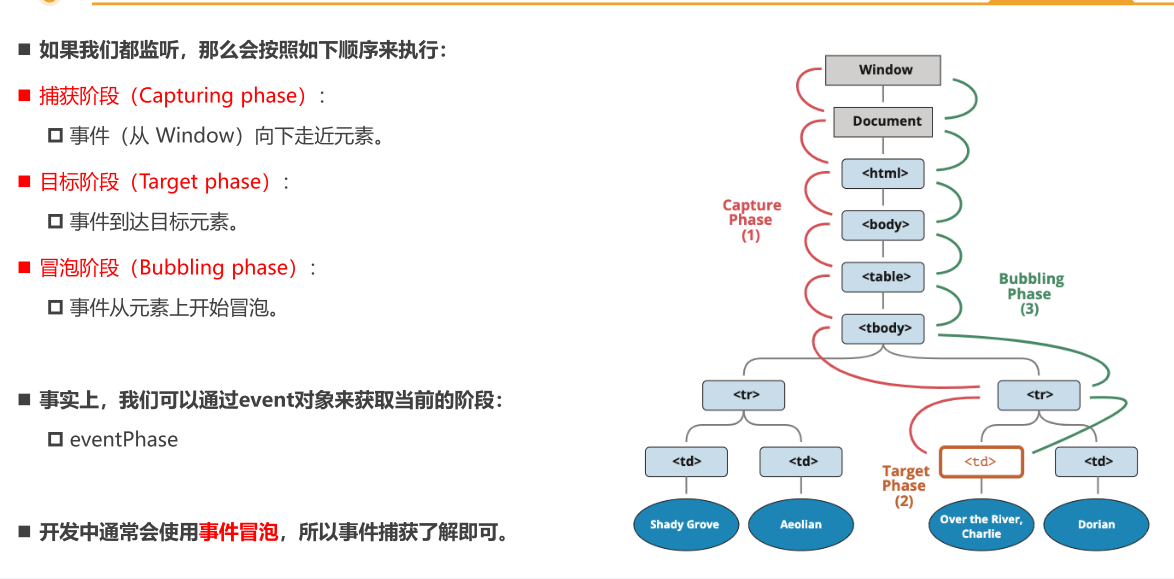 如果我们都监听，那么会按照如下顺序来执行：
捕获阶段（Capturing phase）：
事件（从 Window）向下走近元素。
目标阶段（Target phase）：
事件到达目标元素。
冒泡阶段（Bubbling phase）：
事件从元素上开始冒泡。
事实上，我们可以通过event对象来获取当前的阶段：
eventPhase
开发中通常会使用事件冒泡，所以事件捕获了解即可。
Window
Document
<html>
<body>
<table>
<tbody>
<tr>
<tr>
<td>
<td>
<td>
<td>
Shady Grove
Aeolian
Over the River,
Charlie
Dorian
Capture
Phase
(1)
Target
Phase
(2)
Bubbling
Phase
(3)